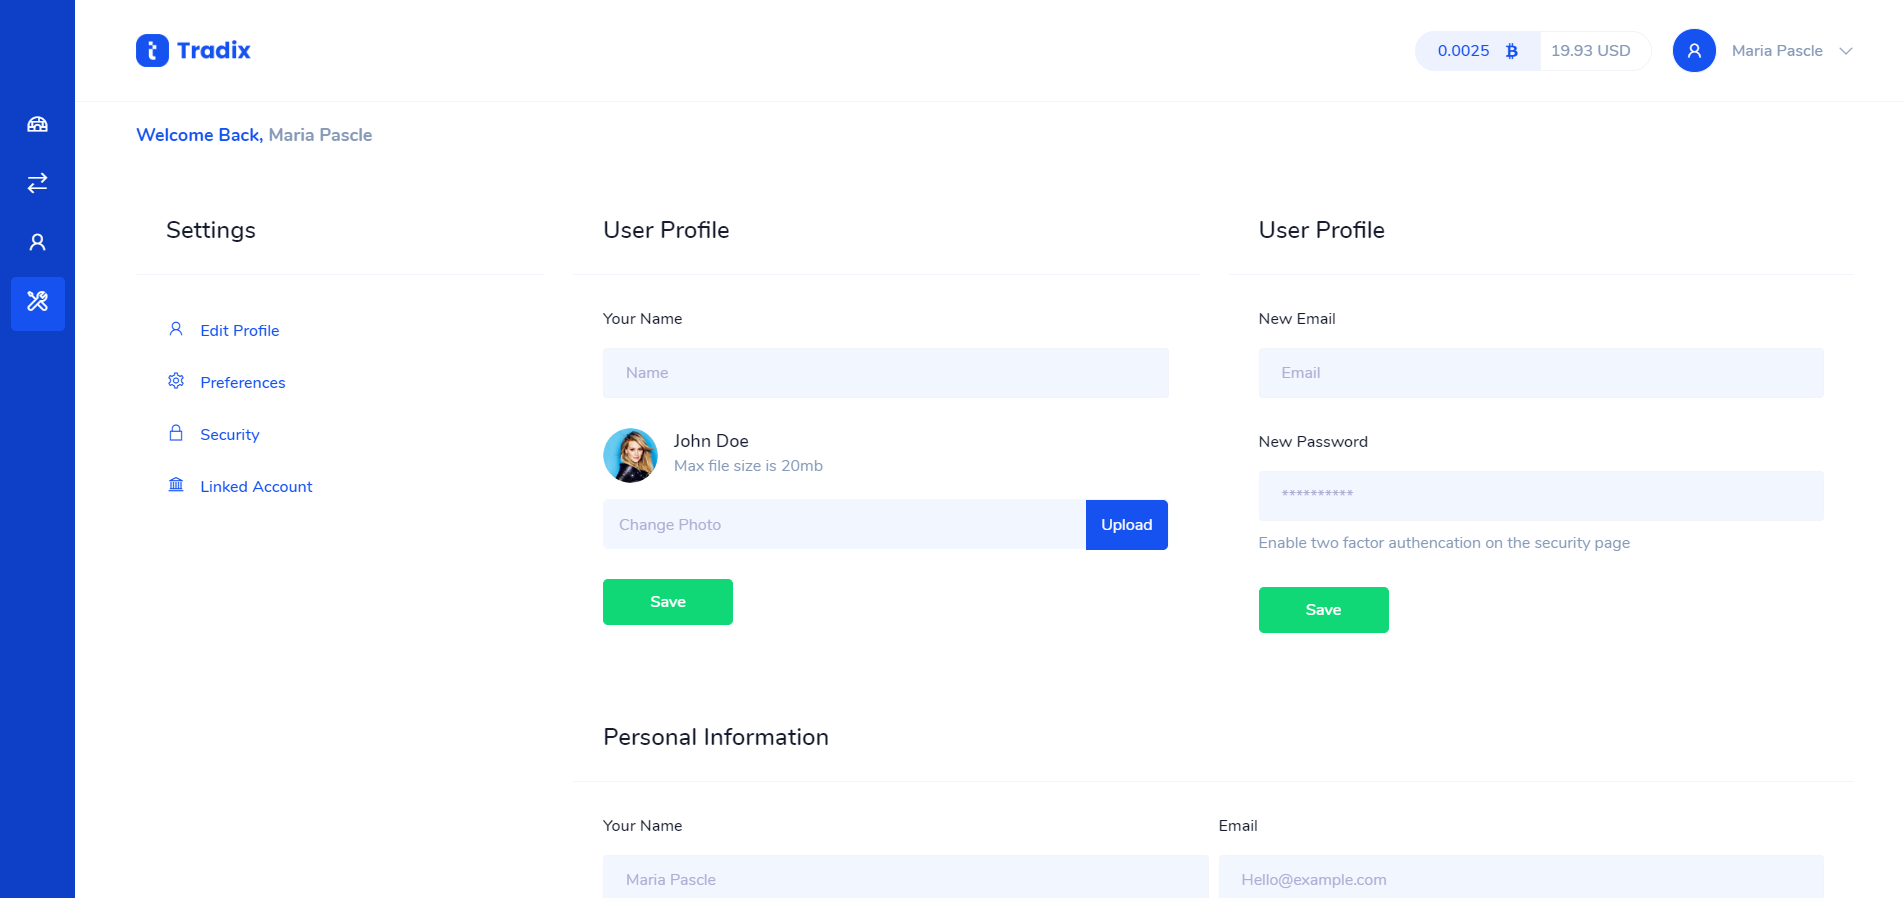 Tradix
0.0025 19.93 USD
Maria Pascle
Welcome Back, Maria Pascle
Settings
Edit Profile
Preferences
Security
Linked Account
User Profile
Your Name
Name
John Doe
Max file size is 20mb
Change Photo
Upload
Save
User Profile
New Email
Email
New Password
**********
Enable two factor authencation on the security page
Save
Personal Information
Your Name
Maria Pascle
Email
Hello@example.com